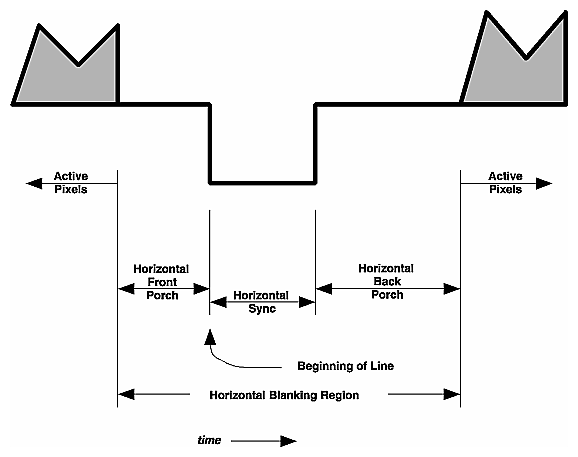 Active
Pixels
Active
Pixels
Horizontal
Front
Porch
Horizontal
Sync
Horizontal
Back
Porch
Beginning of Line
Horizontal Blanking Region
time